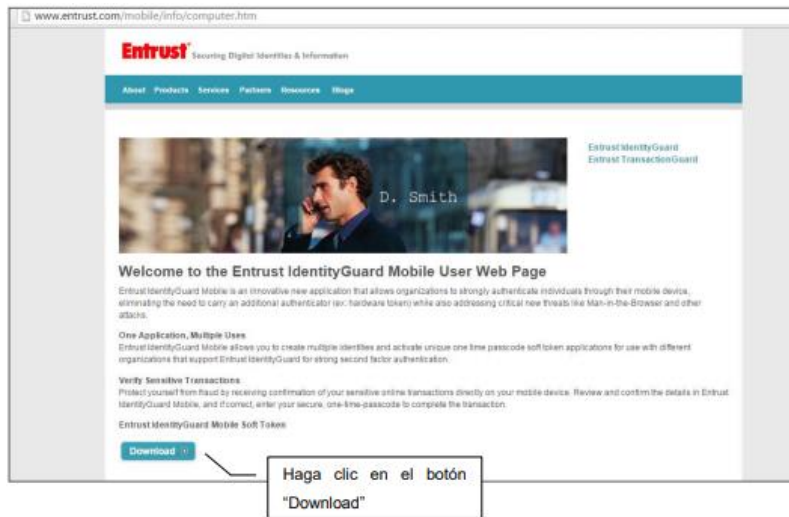 www.entrust.com/mobile/info/computer.htm
Entrust Securing Digital Identities & Information
About Products Services Partners Resources Blogs
Entrust IdentityGuard
Entrust TransactionGuard
D. Smith
Welcome to the Entrust IdentityGuard Mobile User Web Page
Entrust IdentityGuard Mobile is an innovative new application that allows organizations to strongly authenticate individuals through their mobile device,
eliminating the need to carry an additional authenticator (ex: hardware token) while also addressing critical new threats like Man-in-the-Browser and other
attacks.
One Application, Multiple Uses
Entrust IdentityGuard Mobile allows you to create multiple identities and activate unique one time passcode soft token applications for use with different
organizations that support Entrust IdentityGuard for strong second factor authentication.
Verify Sensitive Transactions
Protect yourself from fraud by receiving confirmation of your sensitive online transactions directly on your mobile device. Review and confirm the details in Entrust
IdentityGuard Mobile, and if correct, enter your secure, one-time-passcode to complete the transaction.
Entrust IdentityGuard Mobile Soft Token
Download
Haga clic en el botón
“Download”